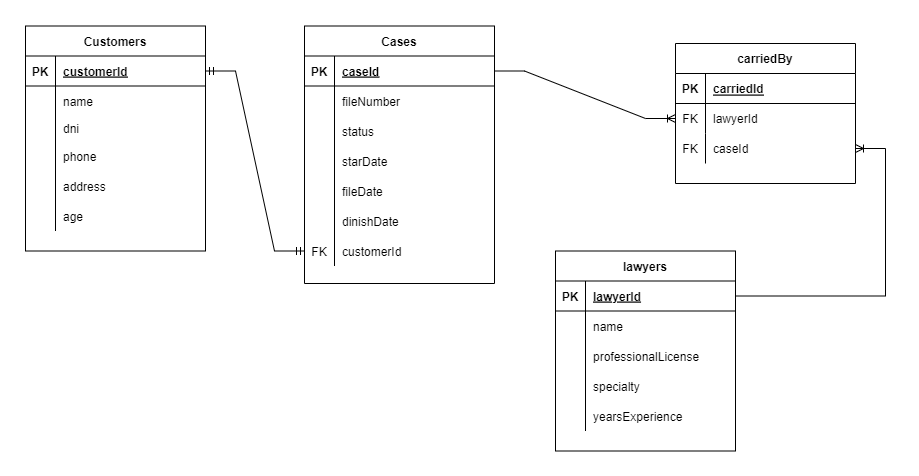 Customers
PK customerId
name
dni
phone
address
age
Cases
PK caseId
fileNumber
status
starDate
fileDate
dinishDate
FK customerId
carriedBy
PK carriedId
FK lawyerId
FK caseId
lawyers
PK lawyerId
name
professionalLicense
specialty
yearsExperience